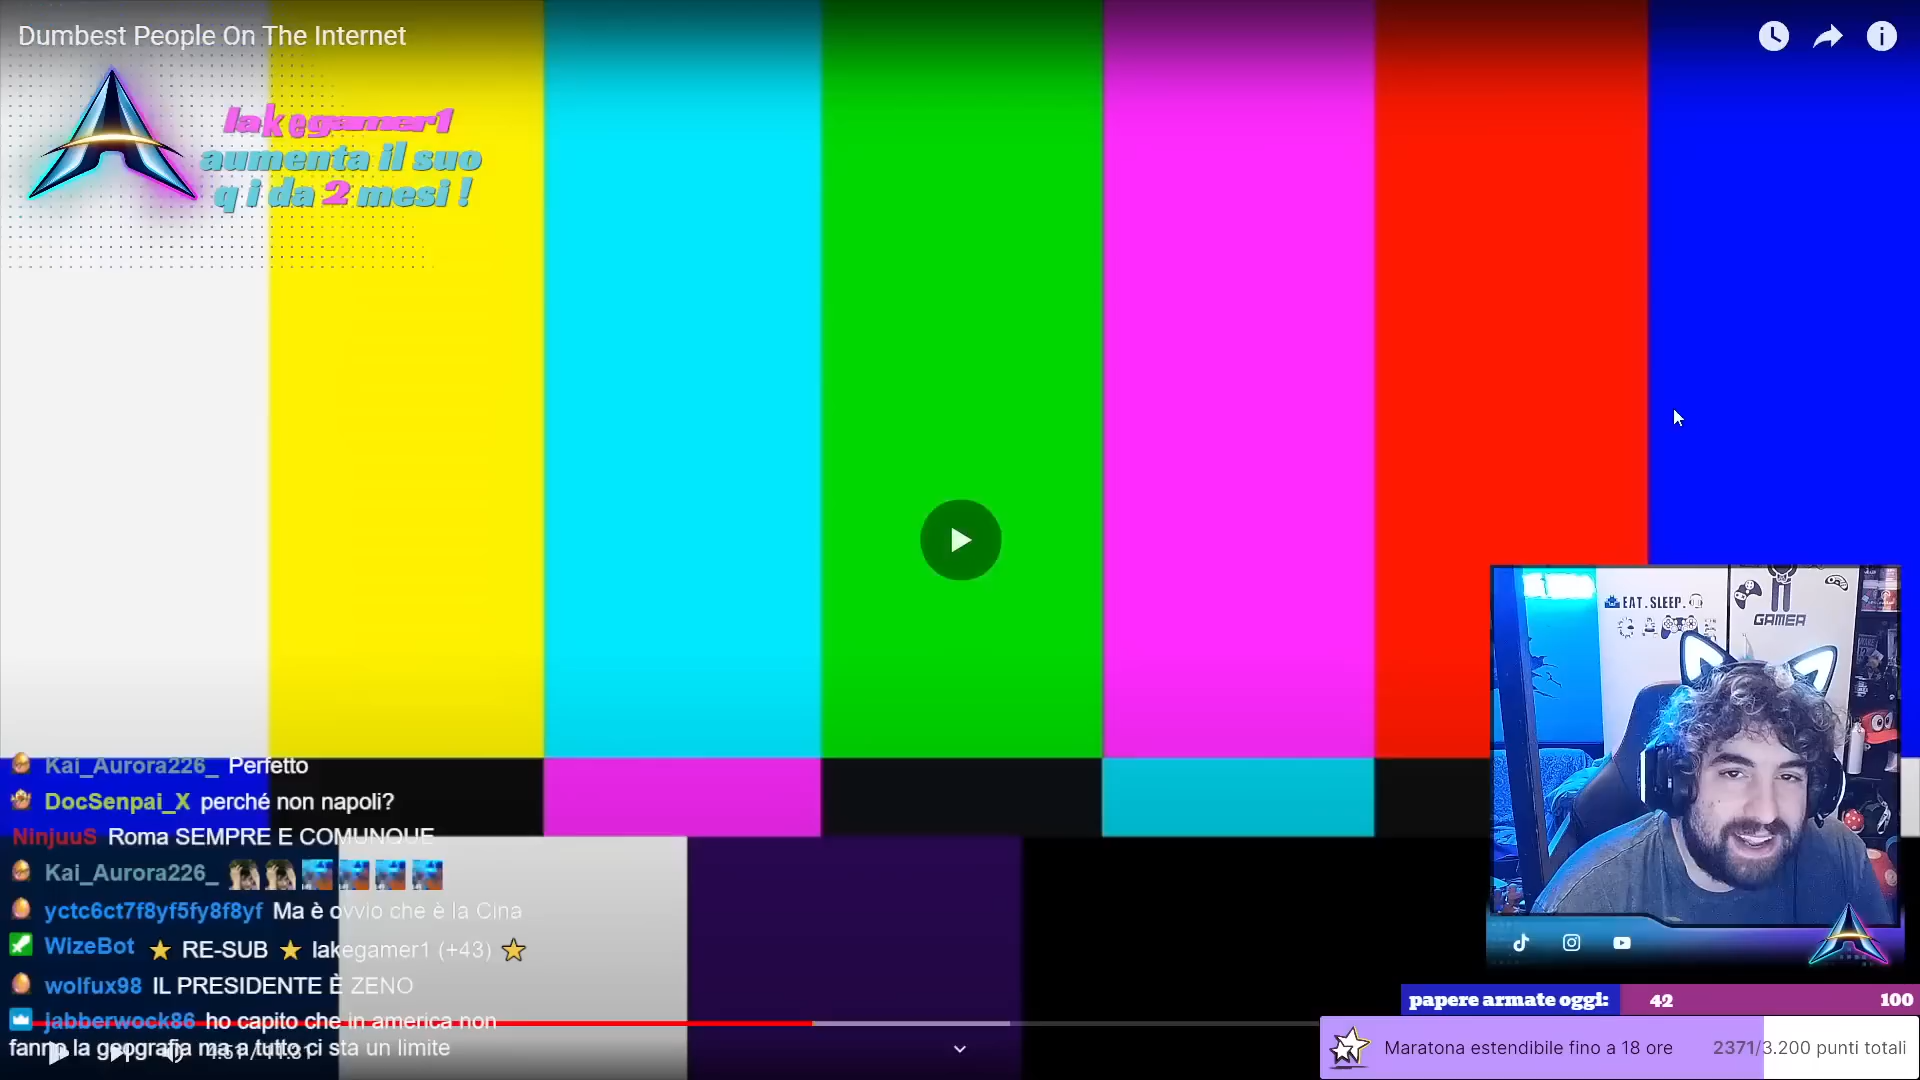 Dumbest People On The Internet
lakegamer1
aumenta il suo
q i da 2 mesi !
EAT.SLEEP.
GAMER
Kai_Aurora226_ Perfetto
DocSenpai_X perché non napoli?
NinjuuS Roma SEMPRE E COMUNQUE
Kai_Aurora226_
yctc6ct7f8yf5fy8f8yf Ma è ovvio che è la Cina
WizeBot RE-SUB lakegamer1 (+43)
wolfux98 IL PRESIDENTE È ZENO
jabberwock86 ho capito che in america non
fanno la geografia ma a tutto ci sta un limite
papere armate oggi: 42 100
Maratona estendibile fino a 18 ore 2371/3.200 punti totali